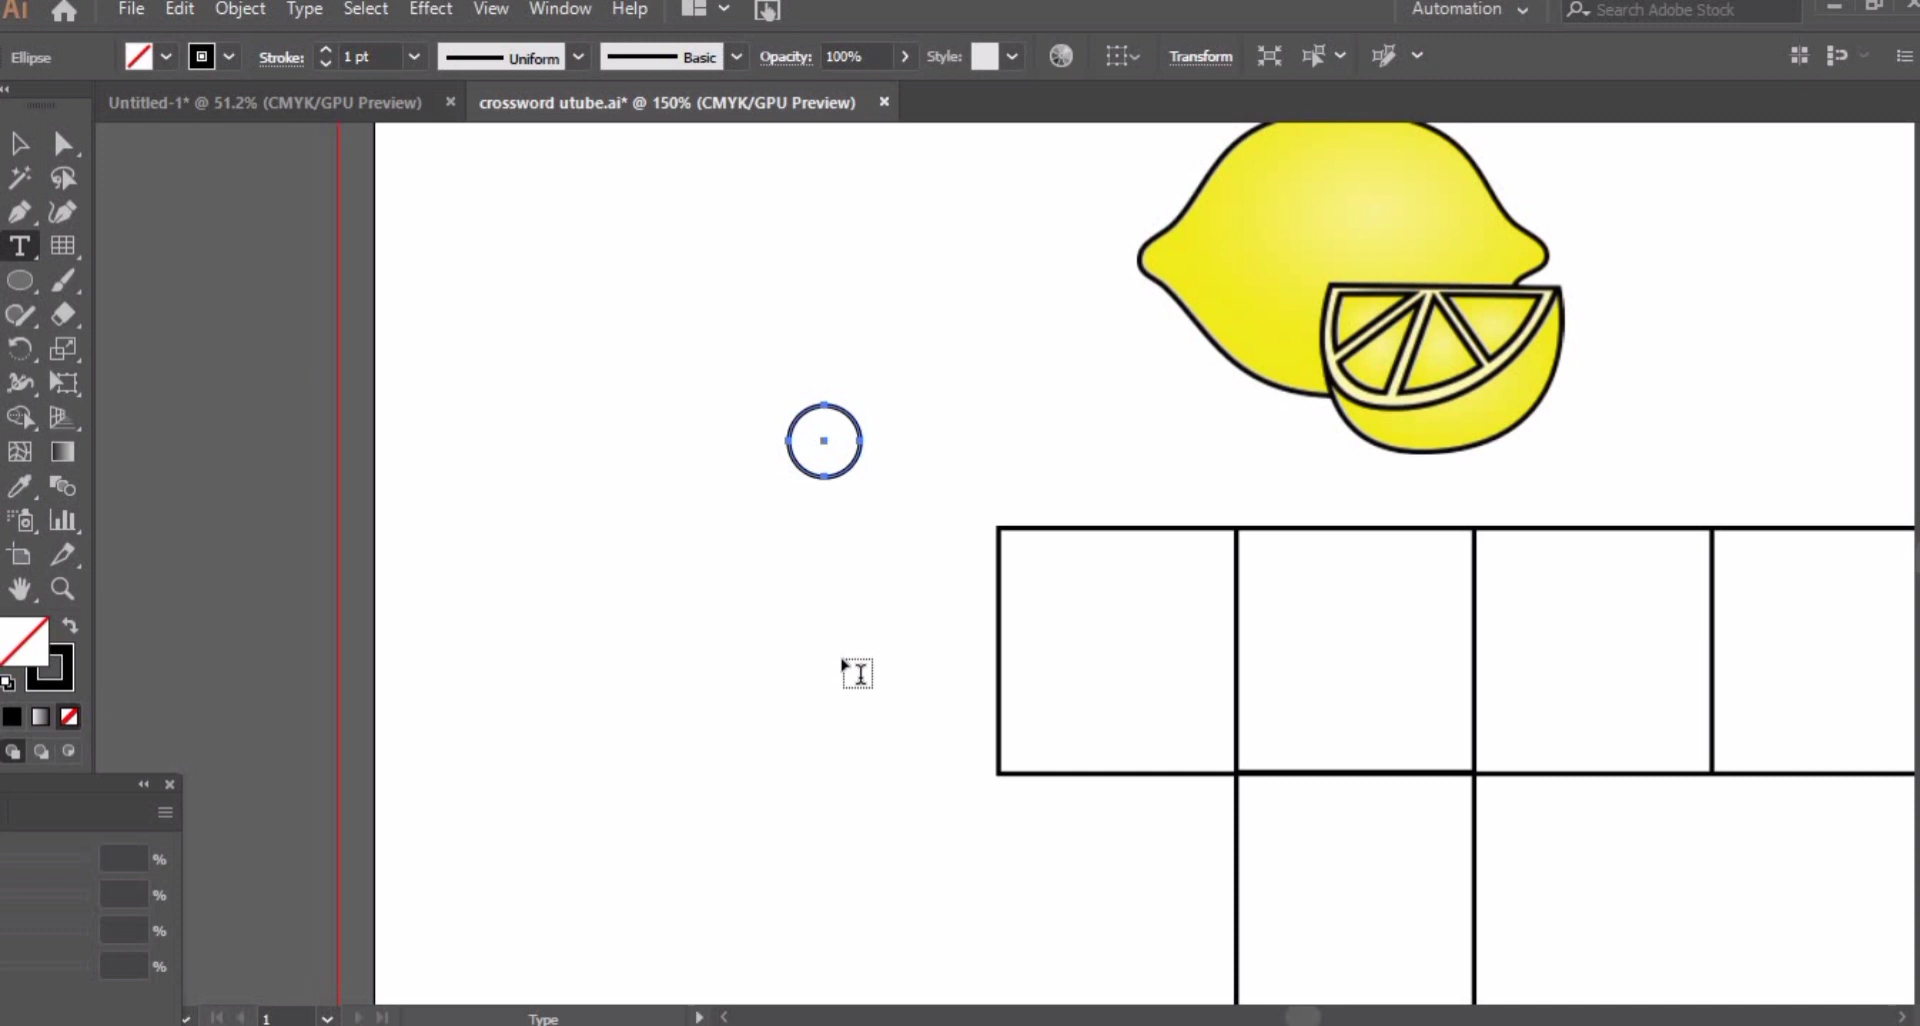 Ai File Edit Object Type Select Effect View Window Help Automation Search Adobe Stock
Ellipse Stroke: 1 pt Uniform Basic Opacity: 100% Style: Transform
Untitled-1* @ 51.2% (CMYK/GPU Preview) × crossword utube.ai* @ 150% (CMYK/GPU Preview) ×
T
%
%
%
%
1 Type